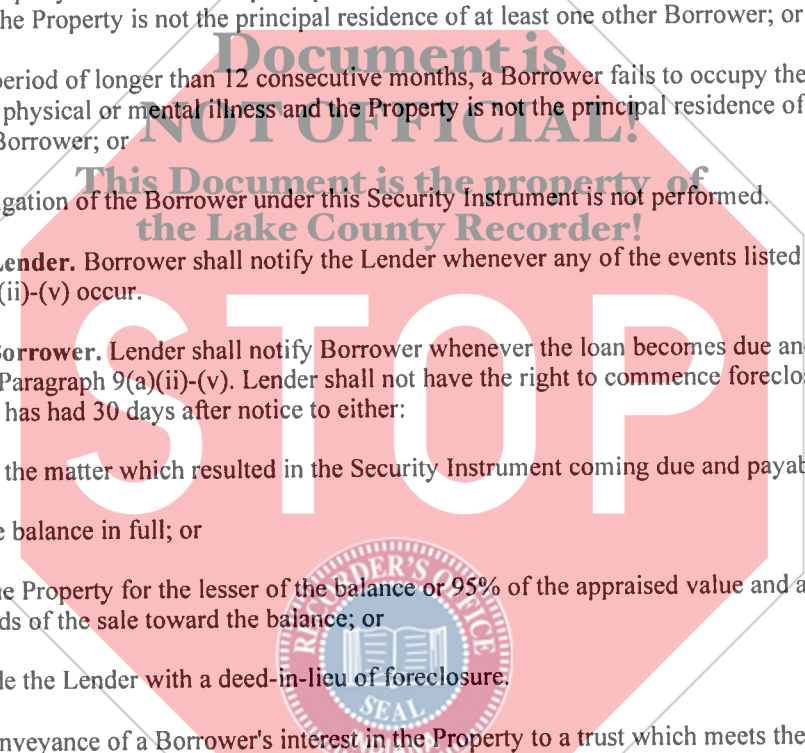 he Property is not the principal residence of at least one other Borrower; or
Document is
period of longer than 12 consecutive months, a Borrower fails to occupy the
physical or mental illness and the Property is not the principal residence of
NOT OFFICIAL!
Borrower; or
This Document is the property of
gation of the Borrower under this Security Instrument is not performed.
the Lake County Recorder!
Lender. Borrower shall notify the Lender whenever any of the events listed
(ii)-(v) occur.
STOP
Borrower. Lender shall notify Borrower whenever the loan becomes due an
Paragraph 9(a)(ii)-(v). Lender shall not have the right to commence foreclo
has had 30 days after notice to either:
the matter which resulted in the Security Instrument coming due and payab
e balance in full; or
RECORDER'S OFFICE
he Property for the lesser of the balance or 95% of the appraised value and a
ds of the sale toward the balance; or
de the Lender with a deed-in-lieu of foreclosure.
SEAL
nveyance of a Borrower's interest in the Property to a trust which meets the